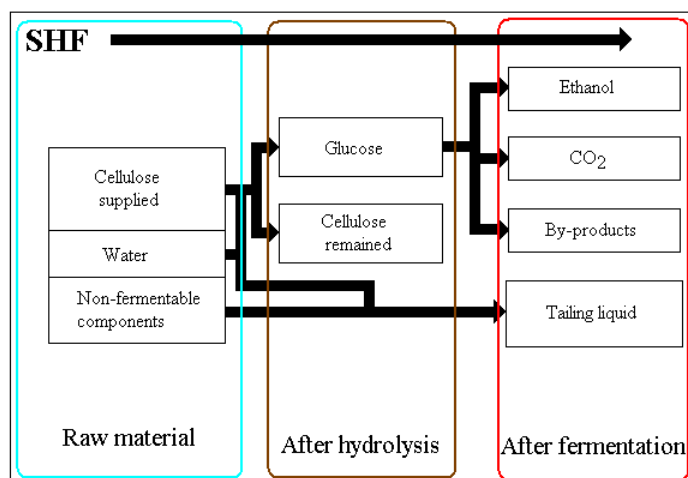 SHF
Cellulose
supplied
Water
Non-fermentable
components
Raw material
Glucose
Cellulose
remained
After hydrolysis
Ethanol
CO2
By-products
Tailing liquid
After fermentation